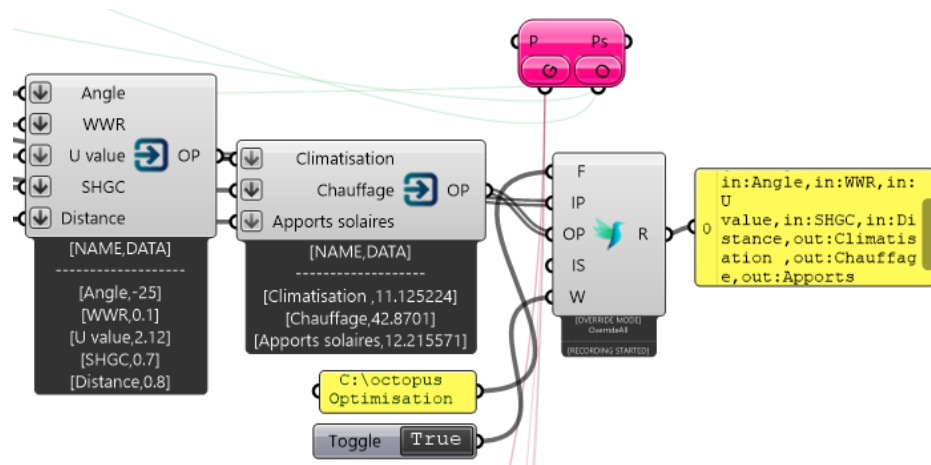 P Ps
G O
Angle
WWR
U value OP
SHGC
Distance
[NAME,DATA]
-------------------
[Angle,-25]
[WWR,0.1]
[U value,2.12]
[SHGC,0.7]
[Distance,0.8]
Climatisation
Chauffage OP
Apports solaires
[NAME,DATA]
------------------
[Climatisation ,11.125224]
[Chauffage,42.8701]
[Apports solaires,12.215571]
F
IP
OP R
IS
W
[OVERRIDE MODE]
OverrideAll
[RECORDING STARTED]
0
in:Angle,in:WWR,in:
U
value,in:SHGC,in:Di
stance,out:Climatis
ation ,out:Chauffag
e,out:Apports
C:\octopus
Optimisation
Toggle True